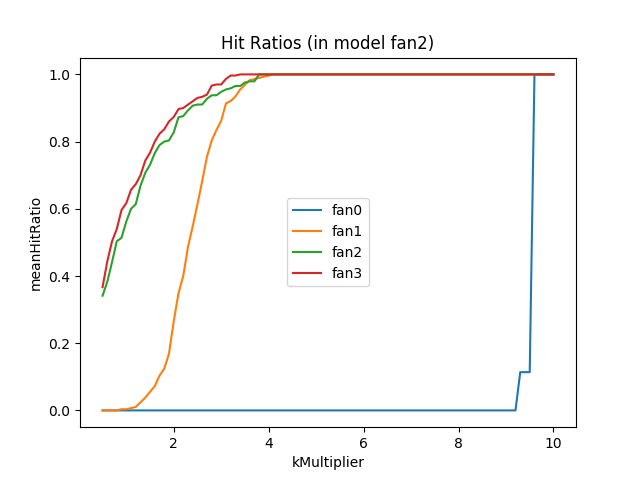 Hit Ratios (in model fan2)
meanHitRatio
1.0
0.8
0.6
0.4
0.2
0.0
fan0
fan1
fan2
fan3
2 4 6 8 10
kMultiplier